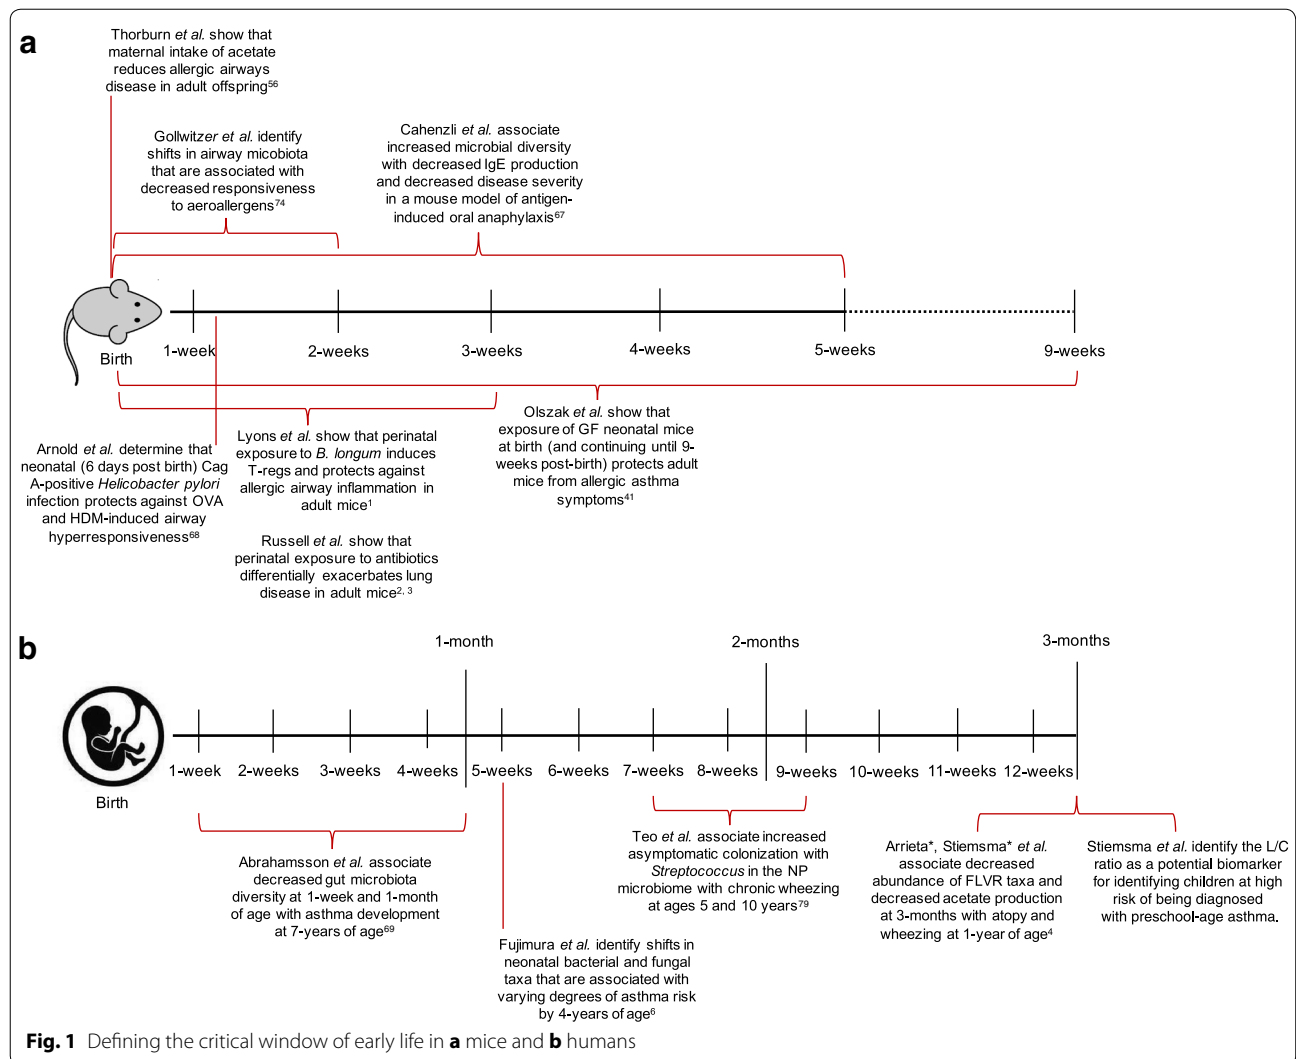 a
Thorburn et al. show that
maternal intake of acetate
reduces allergic airways
disease in adult offspring56
Gollwitzer et al. identify
shifts in airway micobiota
that are associated with
decreased responsiveness
to aeroallergens74
Cahenzli et al. associate
increased microbial diversity
with decreased IgE production
and decreased disease severity
in a mouse model of antigen-
induced oral anaphylaxis67
Birth
1-week
2-weeks
3-weeks
4-weeks
5-weeks
9-weeks
Arnold et al. determine that
neonatal (6 days post birth) Cag
A-positive Helicobacter pylori
infection protects against OVA
and HDM-induced airway
hyperresponsiveness68
Lyons et al. show that perinatal
exposure to B. longum induces
T-regs and protects against
allergic airway inflammation in
adult mice1
Russell et al. show that
perinatal exposure to antibiotics
differentially exacerbates lung
disease in adult mice2, 3
Olszak et al. show that
exposure of GF neonatal mice
at birth (and continuing until 9-
weeks post-birth) protects adult
mice from allergic asthma
symptoms41
b
1-month
2-months
3-months
Birth
1-week
2-weeks
3-weeks
4-weeks
5-weeks
6-weeks
7-weeks
8-weeks
9-weeks
10-weeks
11-weeks
12-weeks
Abrahamsson et al. associate
decreased gut microbiota
diversity at 1-week and 1-month
of age with asthma development
at 7-years of age69
Fujimura et al. identify shifts in
neonatal bacterial and fungal
taxa that are associated with
varying degrees of asthma risk
by 4-years of age6
Teo et al. associate increased
asymptomatic colonization with
Streptococcus in the NP
microbiome with chronic wheezing
at ages 5 and 10 years79
Arrieta*, Stiemsma* et al.
associate decreased
abundance of FLVR taxa and
decreased acetate production
at 3-months with atopy and
wheezing at 1-year of age4
Stiemsma et al. identify the L/C
ratio as a potential biomarker
for identifying children at high
risk of being diagnosed
with preschool-age asthma.
Fig. 1 Defining the critical window of early life in a mice and b humans